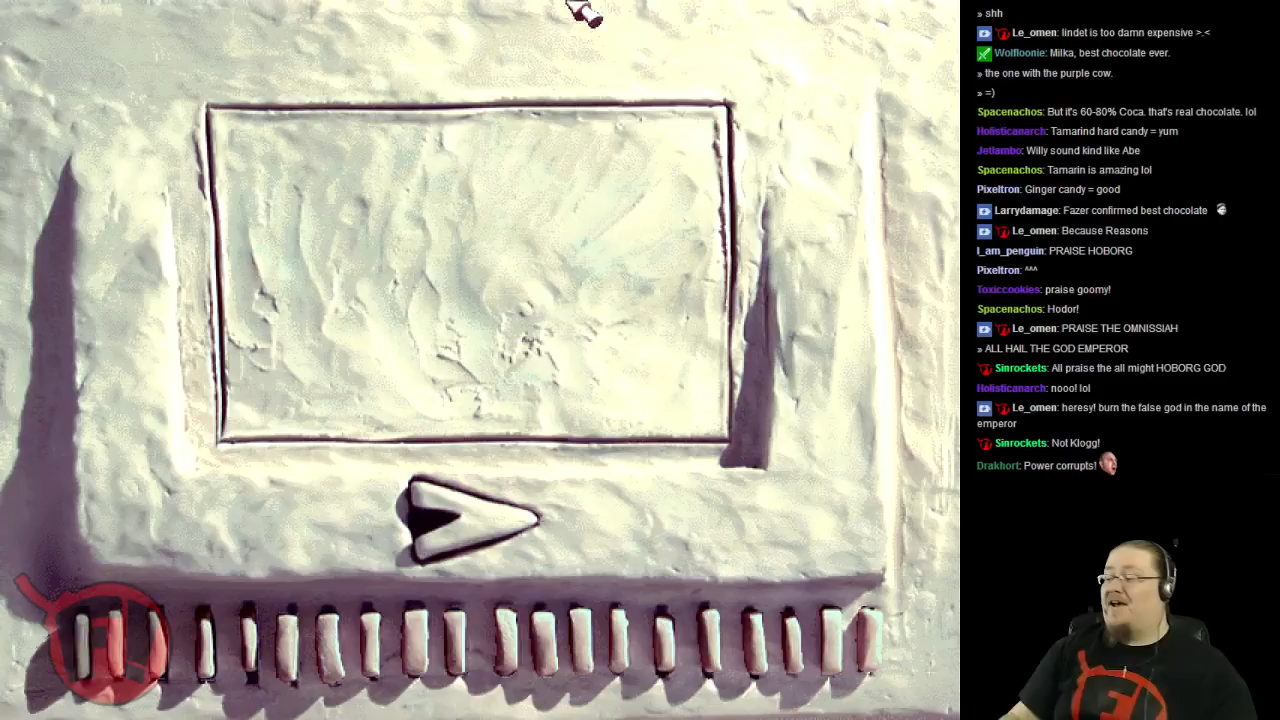 » shh
Le_omen: lindet is too damn expensive >.<
Wolfloonie: Milka, best chocolate ever.
» the one with the purple cow.
» =)
Spacenachos: But it's 60-80% Coca. that's real chocolate. lol
Holisticanarch: Tamarind hard candy = yum
Jetlambo: Willy sound kind like Abe
Spacenachos: Tamarin is amazing lol
Pixeltron: Ginger candy = good
Larrydamage: Fazer confirmed best chocolate
Le_omen: Because Reasons
I_am_penguin: PRAISE HOBORG
Pixeltron: ^^^
Toxiccookies: praise goomy!
Spacenachos: Hodor!
Le_omen: PRAISE THE OMNISSIAH
» ALL HAIL THE GOD EMPEROR
Sinrockets: All praise the all might HOBORG GOD
Holisticanarch: nooo! lol
Le_omen: heresy! burn the false god in the name of the
emperor
Sinrockets: Not Klogg!
Drakhort: Power corrupts!